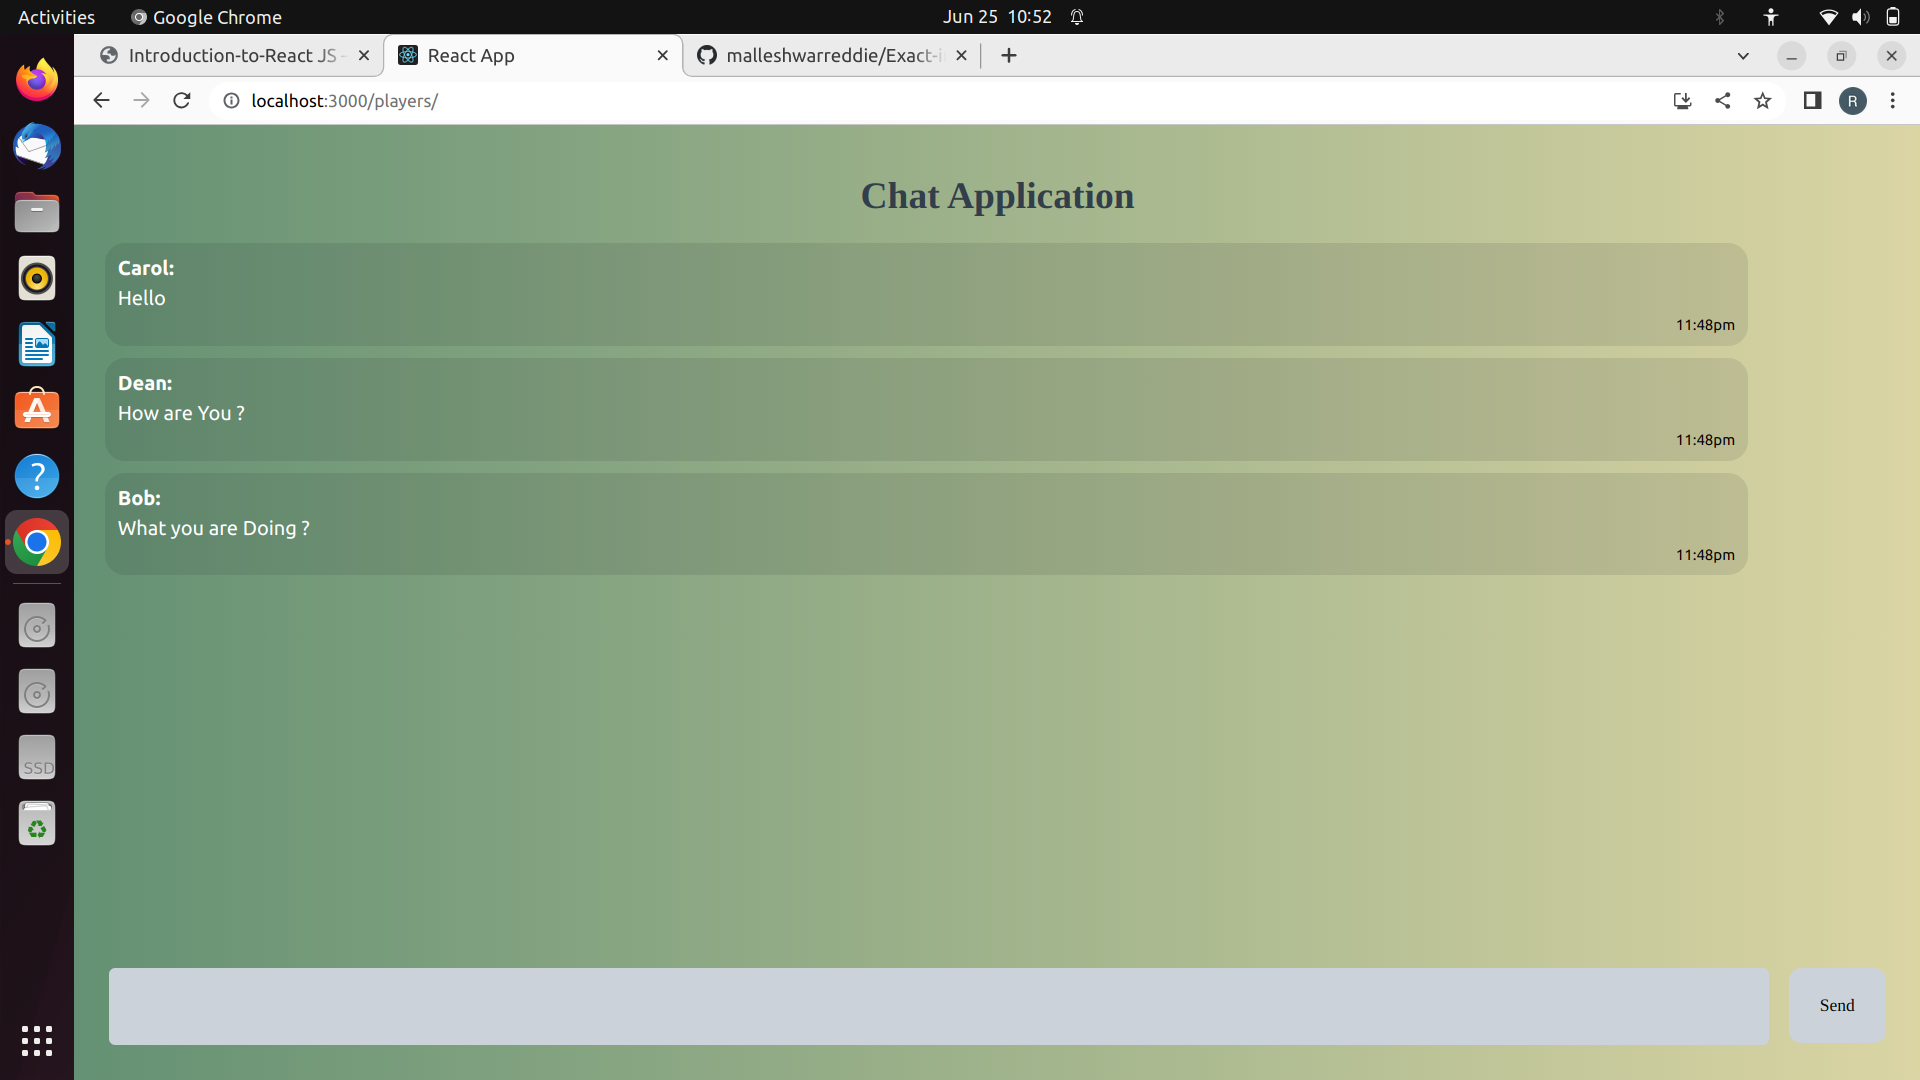 Activities
Google Chrome
Jun 25 10:52
Introduction-to-React JS -
React App
malleshwarreddie/Exact-i
localhost:3000/players/
R
Chat Application
Carol:
Hello
11:48pm
Dean:
How are You ?
11:48pm
Bob:
What you are Doing ?
11:48pm
SSD
Send